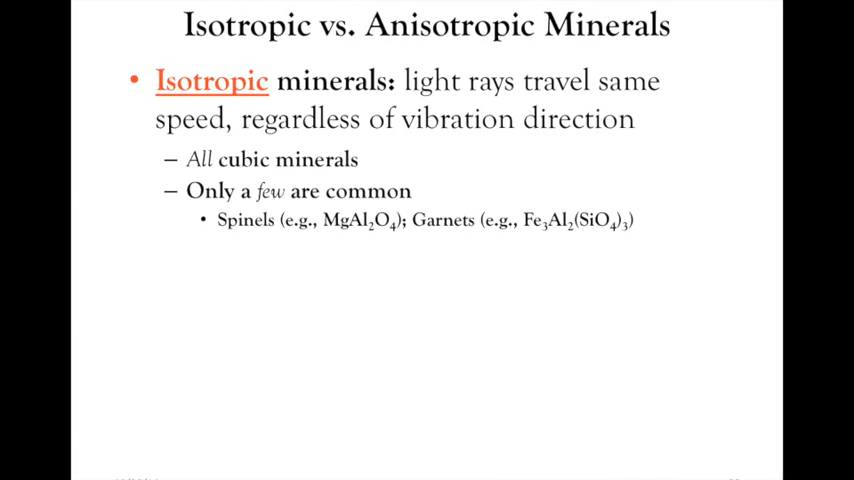 Isotropic vs. Anisotropic Minerals
• Isotropic minerals: light rays travel same
speed, regardless of vibration direction
– All cubic minerals
– Only a few are common
• Spinels (e.g., MgAl₂O₄); Garnets (e.g., Fe₃Al₂(SiO₄)₃)